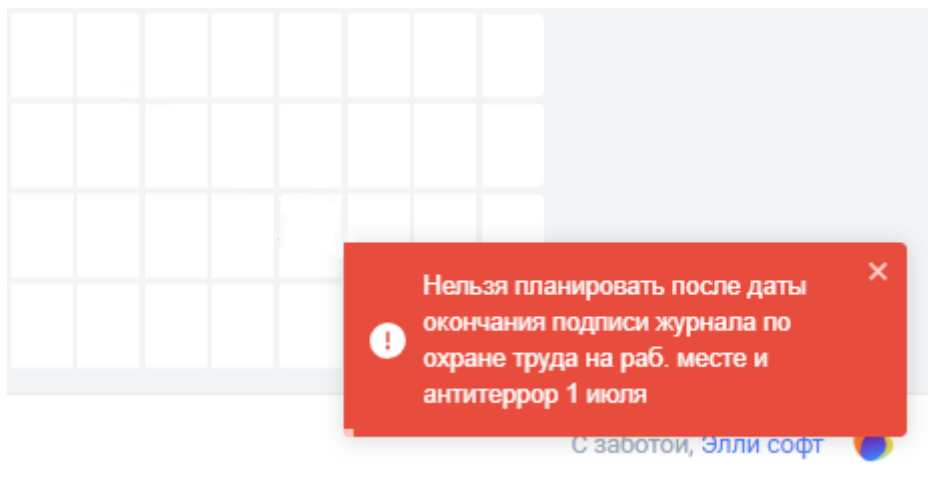 Нельзя планировать после даты
окончания подписи журнала по
охране труда на раб. месте и
антитеррор 1 июля
С заботой, Элли софт